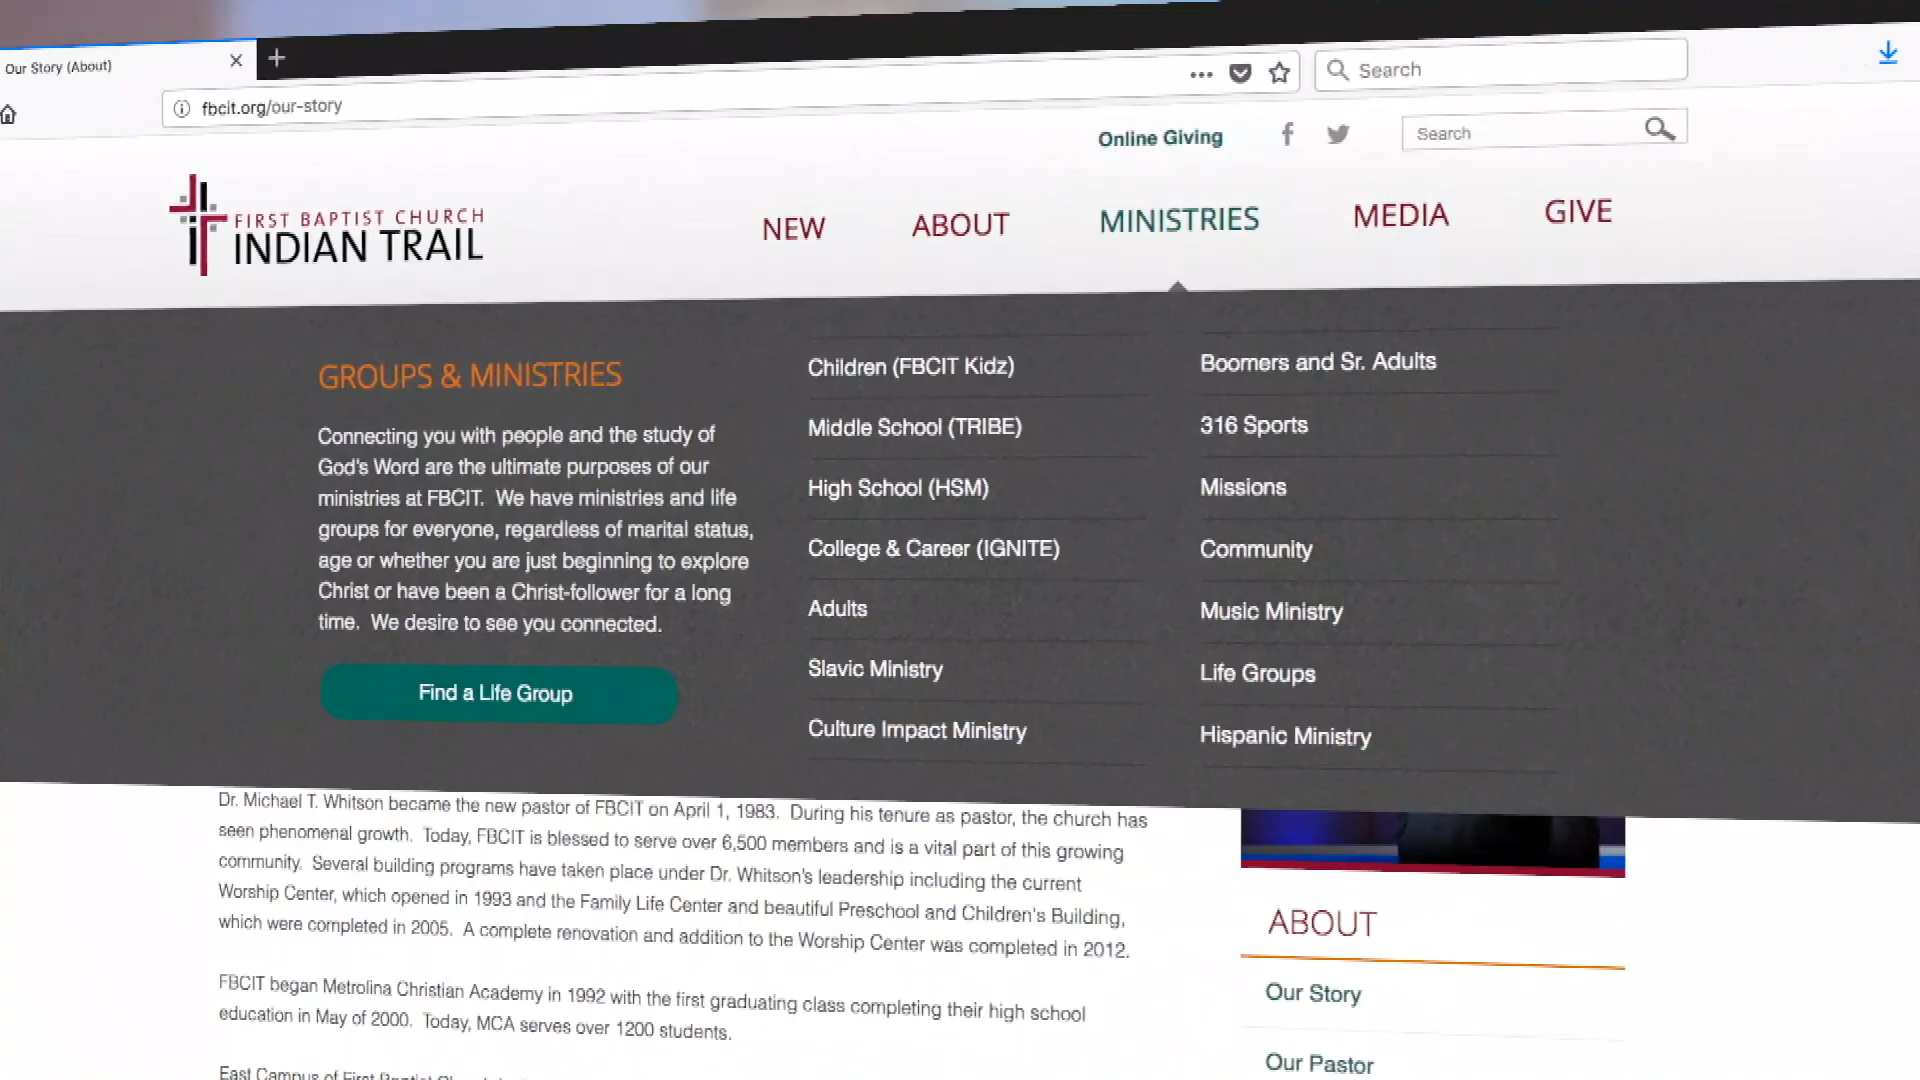 Our Story (About)
fbcit.org/our-story
Search
Online Giving
Search
FIRST BAPTIST CHURCH
INDIAN TRAIL
NEW
ABOUT
MINISTRIES
MEDIA
GIVE
GROUPS & MINISTRIES
Connecting you with people and the study of
God's Word are the ultimate purposes of our
ministries at FBCIT. We have ministries and life
groups for everyone, regardless of marital status,
age or whether you are just beginning to explore
Christ or have been a Christ-follower for a long
time. We desire to see you connected.
Find a Life Group
Children (FBCIT Kidz)
Middle School (TRIBE)
High School (HSM)
College & Career (IGNITE)
Adults
Slavic Ministry
Culture Impact Ministry
Boomers and Sr. Adults
316 Sports
Missions
Community
Music Ministry
Life Groups
Hispanic Ministry
Dr. Michael T. Whitson became the new pastor of FBCIT on April 1, 1983. During his tenure as pastor, the church has
seen phenomenal growth. Today, FBCIT is blessed to serve over 6,500 members and is a vital part of this growing
community. Several building programs have taken place under Dr. Whitson's leadership including the current
Worship Center, which opened in 1993 and the Family Life Center and beautiful Preschool and Children's Building,
which were completed in 2005. A complete renovation and addition to the Worship Center was completed in 2012.
FBCIT began Metrolina Christian Academy in 1992 with the first graduating class completing their high school
education in May of 2000. Today, MCA serves over 1200 students.
East Campus of First Baptist
ABOUT
Our Story
Our Pastor